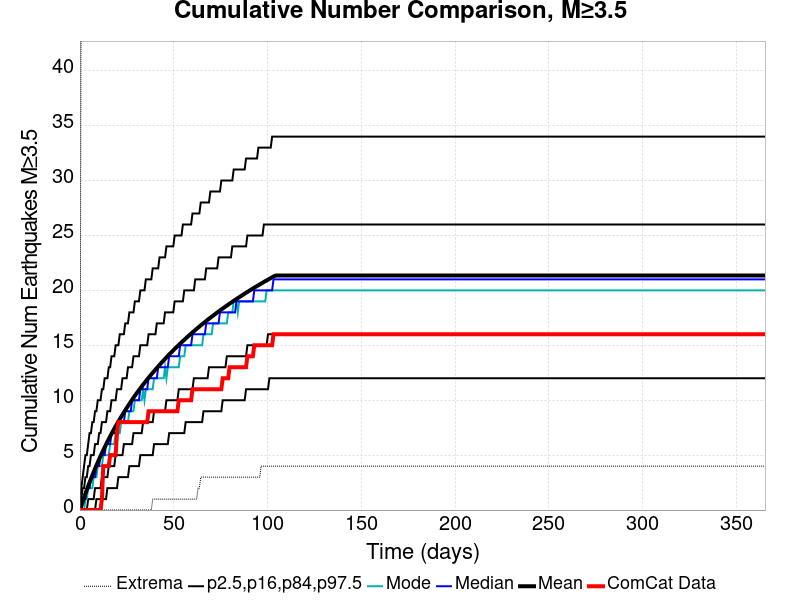 Cumulative Number Comparison, M≥3.5
Cumulative Num Earthquakes M≥3.5
40
35
30
25
20
15
10
5
0
0 50 100 150 200 250 300 350
Time (days)
Extrema p2.5,p16,p84,p97.5 Mode Median Mean ComCat Data